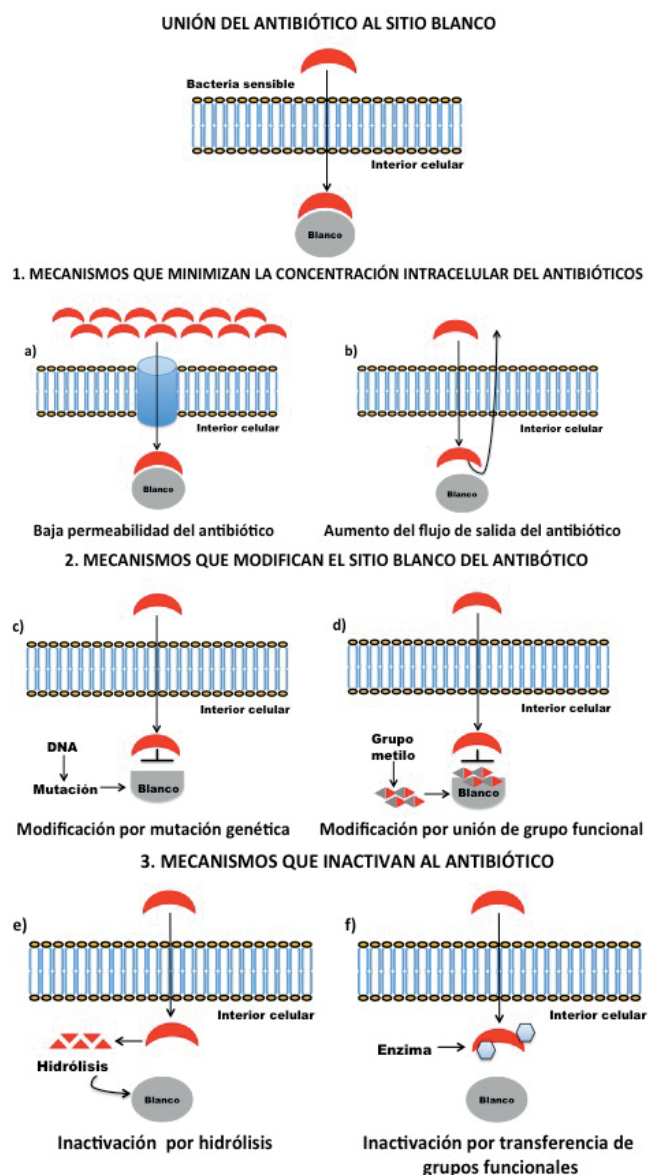 UNIÓN DEL ANTIBIÓTICO AL SITIO BLANCO
Bacteria sensible
Interior celular
Blanco
1. MECANISMOS QUE MINIMIZAN LA CONCENTRACIÓN INTRACELULAR DEL ANTIBIÓTICOS
a)
Interior celular
Blanco
Baja permeabilidad del antibiótico
b)
Interior celular
Blanco
Aumento del flujo de salida del antibiótico
2. MECANISMOS QUE MODIFICAN EL SITIO BLANCO DEL ANTIBÓTICO
c)
Interior celular
DNA
Mutación
Blanco
Modificación por mutación genética
d)
Interior celular
Grupo
metilo
Blanco
Modificación por unión de grupo funcional
3. MECANISMOS QUE INACTIVAN AL ANTIBIÓTICO
e)
Interior celular
Hidrólisis
Blanco
Inactivación por hidrólisis
f)
Interior celular
Enzima
Blanco
Inactivación por transferencia de
grupos funcionales